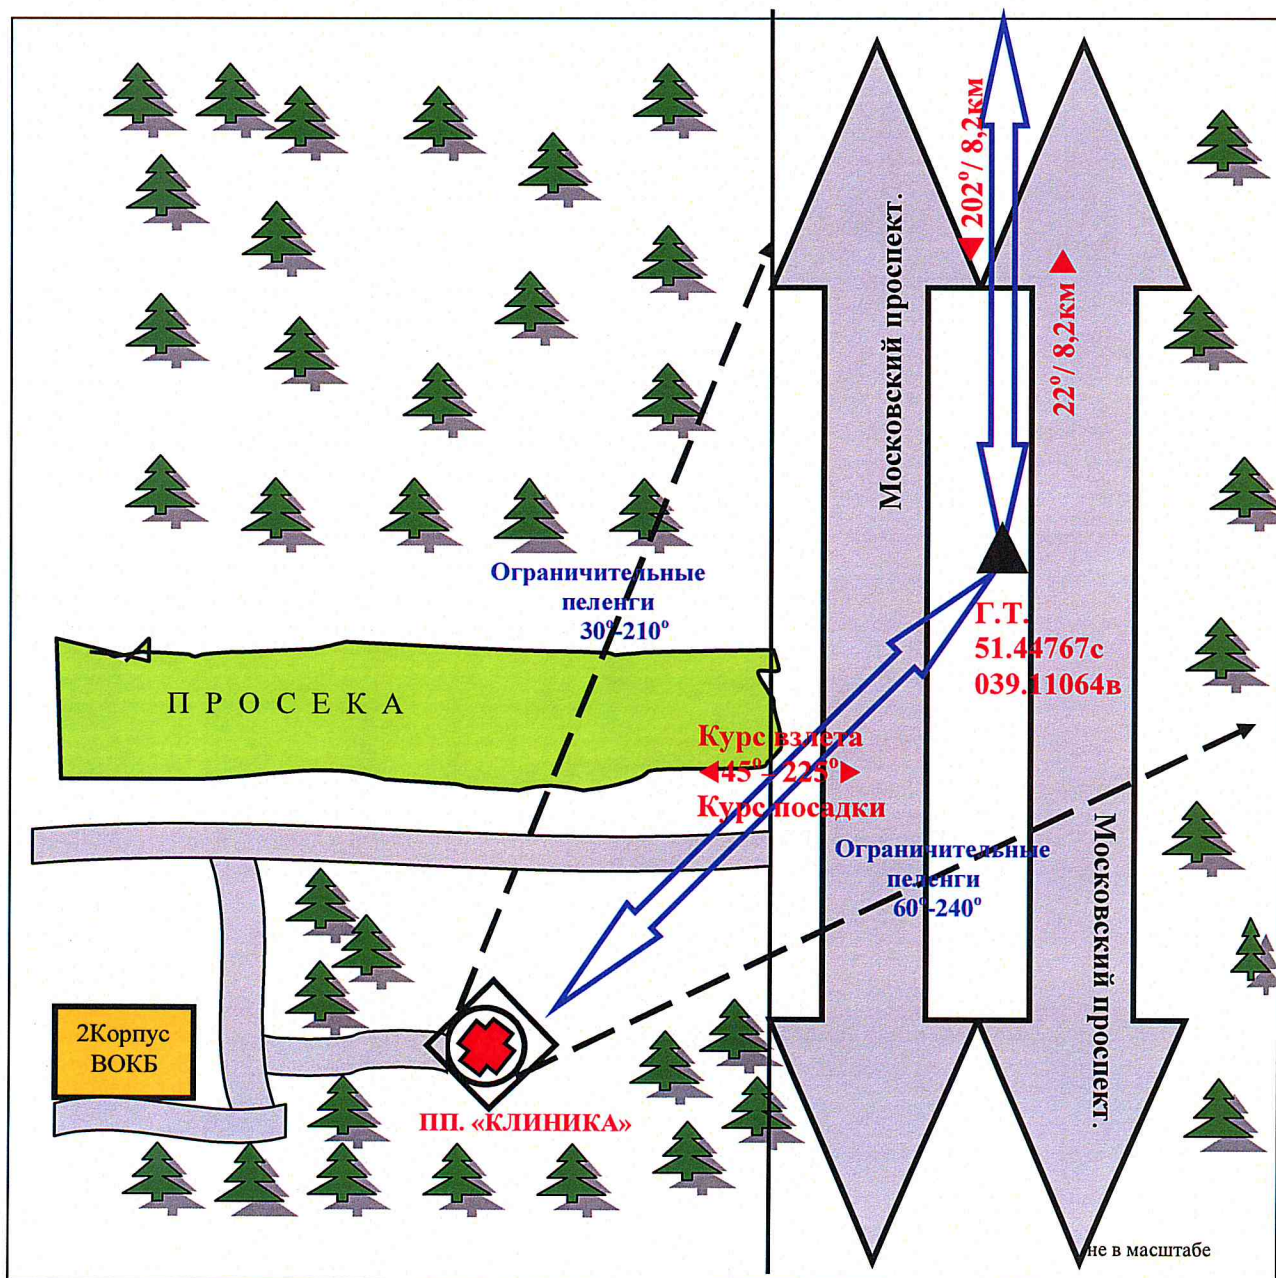 202°/ 8,2км
Московский проспект.
22°/ 8,2км
Ограничительные
пеленги
30°-210°
Г.Т.
51.44767с
039.11064в
ПРОСЕКА
Курс взлета
45°- 225°
Курс посадки
Ограничительные
пеленги
60°-240°
Московский проспект.
2Корпус
ВОКБ
ПП. «КЛИНИКА»
не в масштабе